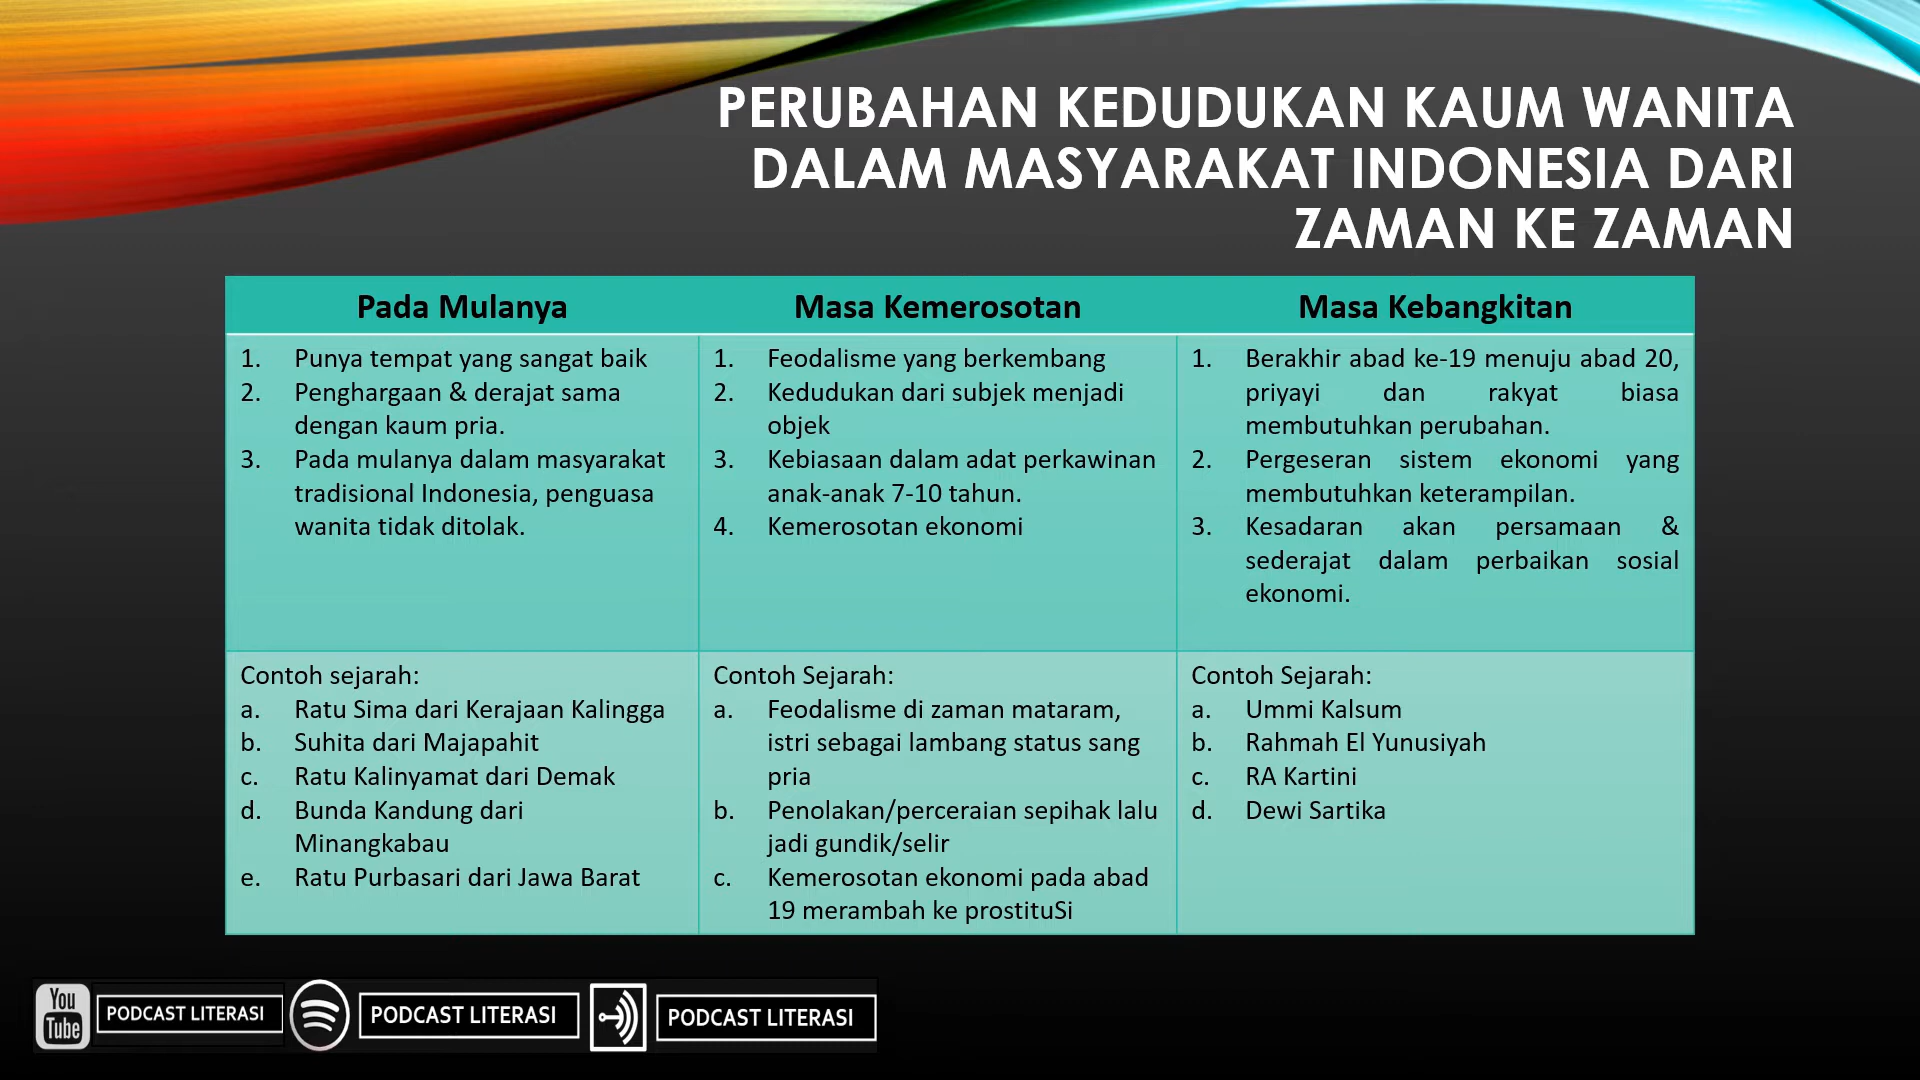 PERUBAHAN KEDUDUKAN KAUM WANITA
DALAM MASYARAKAT INDONESIA DARI
ZAMAN KE ZAMAN
Pada Mulanya
1. Punya tempat yang sangat baik
2. Penghargaan & derajat sama
dengan kaum pria.
3. Pada mulanya dalam masyarakat
tradisional Indonesia, penguasa
wanita tidak ditolak.
Contoh sejarah:
a. Ratu Sima dari Kerajaan Kalingga
b. Suhita dari Majapahit
c. Ratu Kalinyamat dari Demak
d. Bunda Kandung dari
Minangkabau
e. Ratu Purbasari dari Jawa Barat
Masa Kemerosotan
1. Feodalisme yang berkembang
2. Kedudukan dari subjek menjadi
objek
3. Kebiasaan dalam adat perkawinan
anak-anak 7-10 tahun.
4. Kemerosotan ekonomi
Contoh Sejarah:
a. Feodalisme di zaman mataram,
istri sebagai lambang status sang
pria
b. Penolakan/perceraian sepihak lalu
jadi gundik/selir
c. Kemerosotan ekonomi pada abad
19 merambah ke prostituSi
Masa Kebangkitan
1. Berakhir abad ke-19 menuju abad 20,
priyayi dan rakyat biasa
membutuhkan perubahan.
2. Pergeseran sistem ekonomi yang
membutuhkan keterampilan.
3. Kesadaran akan persamaan &
sederajat dalam perbaikan sosial
ekonomi.
Contoh Sejarah:
a. Ummi Kalsum
b. Rahmah El Yunusiyah
c. RA Kartini
d. Dewi Sartika
You
Tube
PODCAST LITERASI
PODCAST LITERASI
PODCAST LITERASI